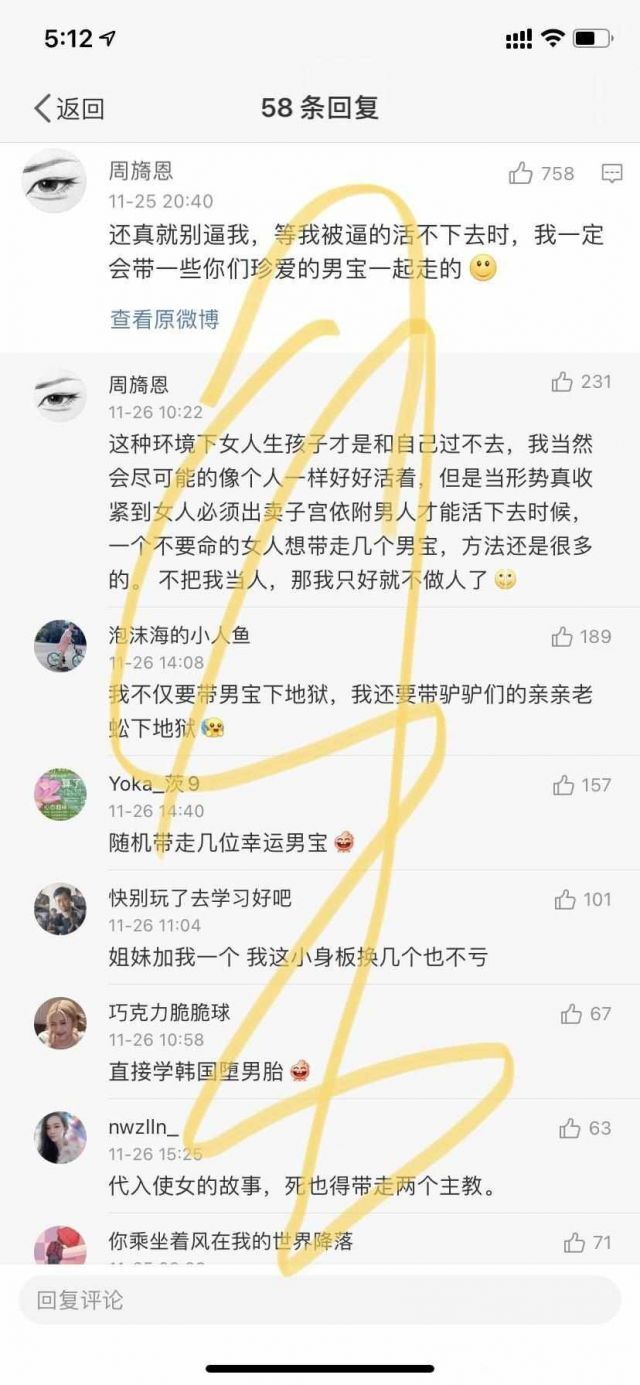 5:12
返回
58 条回复
周旖恩
758
11-25 20:40
还真就别逼我，等我被逼的活不下去时，我一定
会带一些你们珍爱的男宝一起走的
查看原微博
周旖恩
231
11-26 10:22
这种环境下女人生孩子才是和自己过不去，我当然
会尽可能的像个人一样好好活着，但是当形势真收
紧到女人必须出卖子宫依附男人才能活下去时候，
一个不要命的女人想带走几个男宝，方法还是很多
的。 不把我当人，那我只好就不做人了
泡沫海的小人鱼
189
11-26 14:08
我不仅要带男宝下地狱，我还要带驴驴们的亲亲老
蚣下地狱
Yoka_茨9
157
11-26 14:40
随机带走几位幸运男宝
快别玩了去学习好吧
101
11-26 11:04
姐妹加我一个 我这小身板换几个也不亏
巧克力脆脆球
67
11-26 10:58
直接学韩国堕男胎
nwzlln_
63
11-26 15:25
代入使女的故事，死也得带走两个主教。
你乘坐着风在我的世界降落
71
回复评论